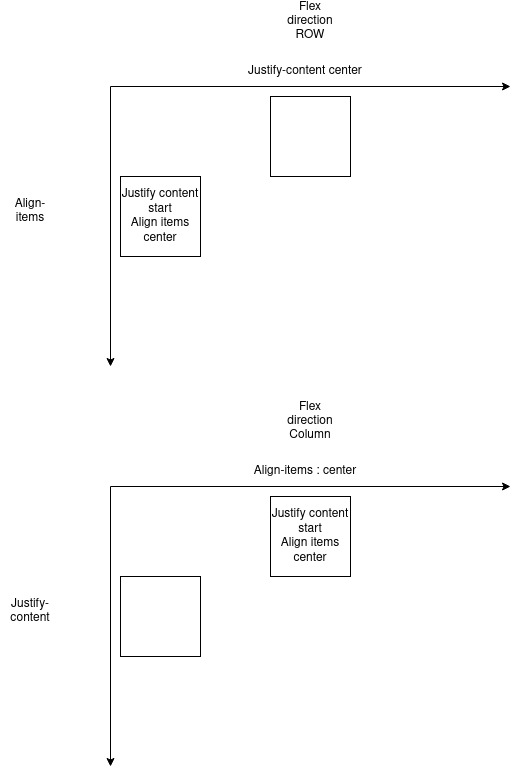 Flex
direction
ROW
Justify-content center
Align-
items
Justify content
start
Align items
center
Flex
direction
Column
Align-items : center
Justify content
start
Align items
center
Justify-
content